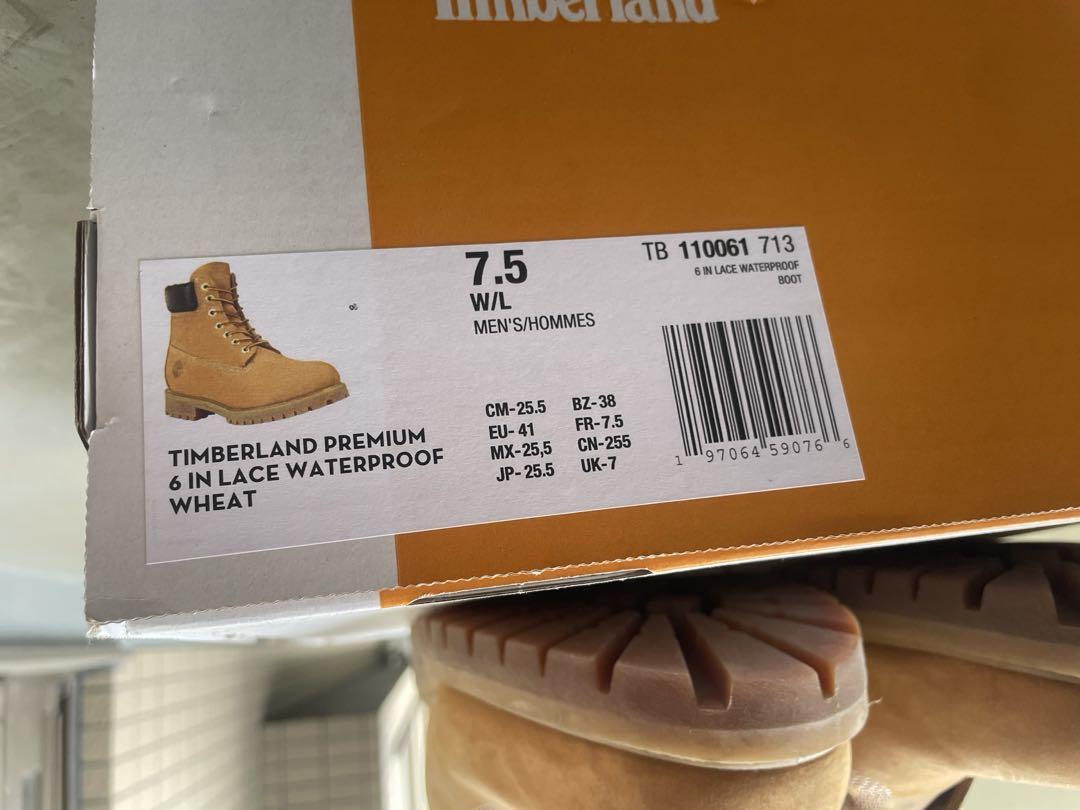 Timberland
7.5
W/L
MEN'S/HOMMES
TB 110061 713
6 IN LACE WATERPROOF
BOOT
TIMBERLAND PREMIUM
6 IN LACE WATERPROOF
WHEAT
CM-25.5 BZ-38
EU-41 FR-7.5
MX-25,5 CN-255
JP-25.5 UK-7
1 97064 59076 6